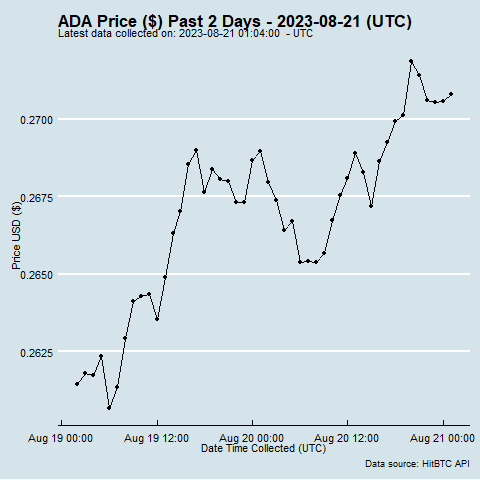 ADA Price ($) Past 2 Days - 2023-08-21 (UTC)
Latest data collected on: 2023-08-21 01:04:00 - UTC
Price USD ($)
0.2700
0.2675
0.2650
0.2625
Aug 19 00:00 Aug 19 12:00 Aug 20 00:00 Aug 20 12:00 Aug 21 00:00
Date Time Collected (UTC)
Data source: HitBTC API